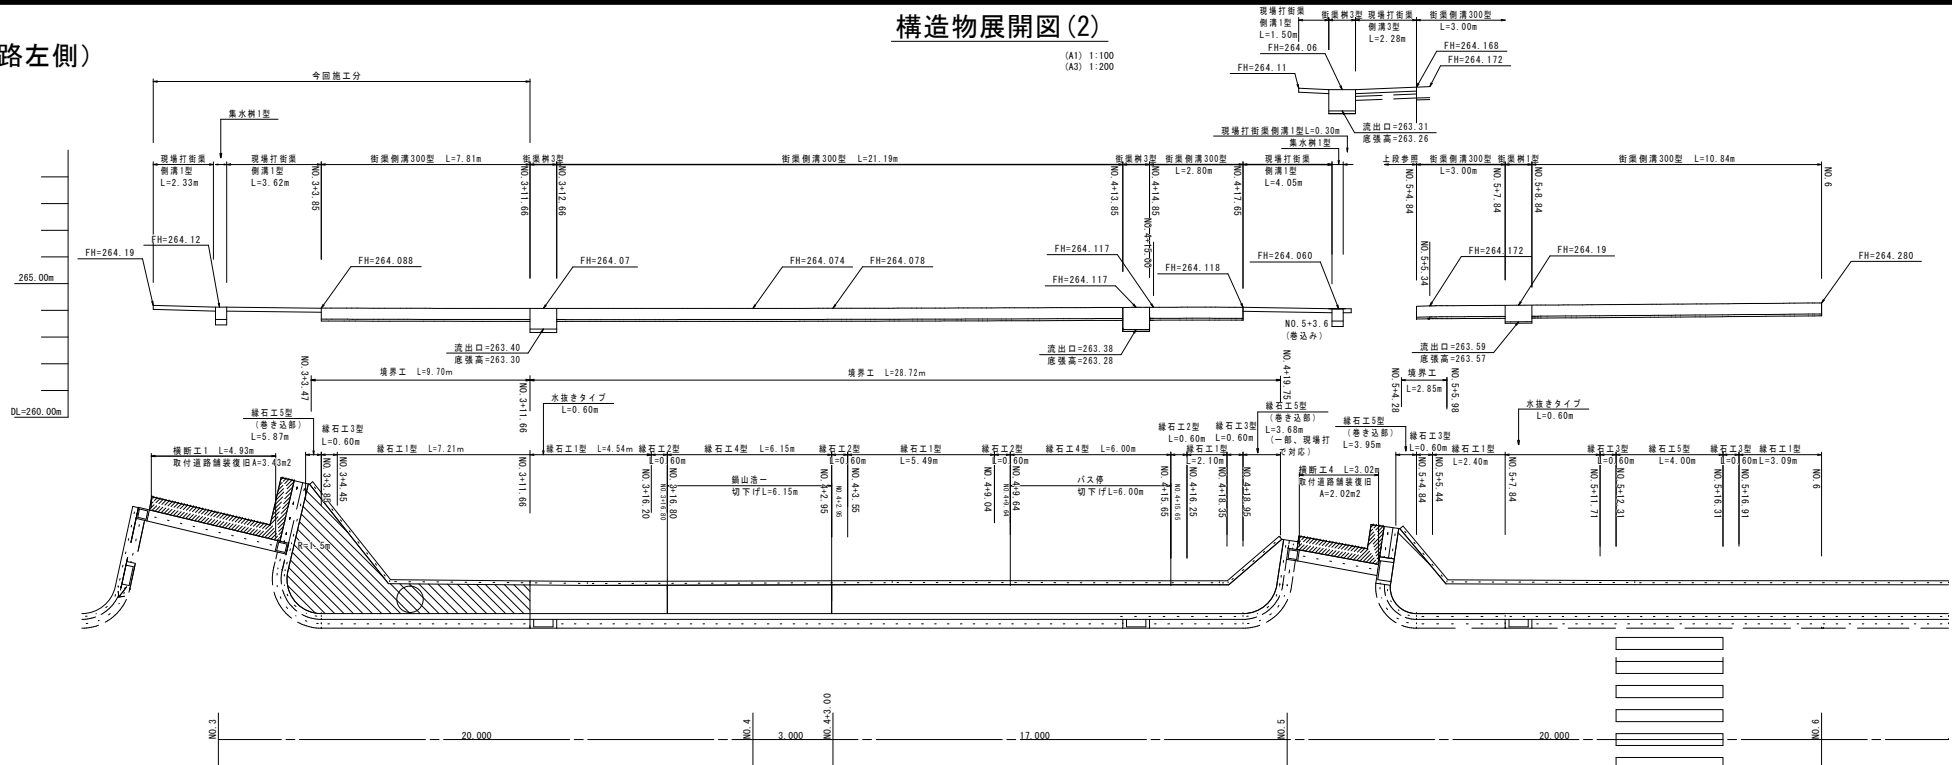 構造物展開図(2)
(A1) 1:100
(A3) 1:200
路左側)
現場打街渠
側溝1型
L=1.50m
街渠桝3型
現場打街渠
側溝3型
L=2.28m
街渠側溝300型
L=3.00m
FH=264.06
FH=264.11
FH=264.168
FH=264.172
流出口=263.31
底張高=263.26
今回施工分
集水桝1型
現場打街渠
側溝1型
L=2.33m
現場打街渠
側溝1型
L=3.62m
街渠側溝300型 L=7.81m
街渠桝3型
街渠側溝300型 L=21.19m
街渠桝3型
街渠側溝300型
L=2.80m
現場打街渠
側溝1型
L=4.05m
現場打街渠側溝1型L=0.30m
集水桝1型
上段参照
街渠側溝300型
L=3.00m
街渠桝1型
街渠側溝300型 L=10.84m
NO.3+3.85
NO.3+11.66
NO.3+12.66
NO.4+13.85
NO.4+14.85
NO.4+15.00
NO.4+17.65
NO.5+4.84
NO.5+5.34
NO.5+7.84
NO.5+8.84
NO.6
FH=264.19
FH=264.12
FH=264.088
FH=264.07
FH=264.074
FH=264.078
FH=264.117
FH=264.117
FH=264.118
FH=264.060
FH=264.172
FH=264.19
FH=264.280
265.00m
DL=260.00m
流出口=263.40
底張高=263.30
流出口=263.38
底張高=263.28
NO.5+3.6
(巻込み)
流出口=263.59
底張高=263.57
NO.3+3.47
境界工 L=9.70m
NO.3+11.66
境界工 L=28.72m
NO.4+19.75
NO.5+4.28
境界工
L=2.85m
NO.5+5.98
水抜きタイプ
L=0.60m
水抜きタイプ
L=0.60m
横断工1 L=4.93m
取付道路舗装復旧A=3.43m2
縁石工5型
(巻き込部)
L=5.87m
縁石工3型
L=0.60m
縁石工1型 L=7.21m
縁石工1型 L=4.54m
縁石工2型
L=0.60m
縁石工4型 L=6.15m
縁石工2型
L=0.60m
縁石工1型
L=5.49m
縁石工2型
L=0.60m
縁石工4型 L=6.00m
縁石工2型
L=0.60m
縁石工1型
L=2.10m
縁石工3型
L=0.60m
縁石工5型
(巻き込部)
L=3.68m
(一部、現場打
で対応)
横断工4 L=3.02m
取付道路舗装復旧
A=2.02m2
縁石工5型
(巻き込部)
L=3.95m
縁石工3型
L=0.60m
縁石工1型
L=2.40m
縁石工3型
L=0.60m
縁石工5型
L=4.00m
縁石工3型
L=0.60m
縁石工1型
L=3.09m
NO.3+3.85
NO.3+4.45
NO.3+11.66
NO.3+16.20
NO.3+16.80
NO.3+16.80
鍋山浩一
切下げL=6.15m
NO.4+2.95
NO.4+2.95
NO.4+3.55
NO.4+9.04
NO.4+9.64
NO.4+9.64
バス停
切下げL=6.00m
NO.4+15.65
NO.4+15.65
NO.4+16.25
NO.4+18.35
NO.4+18.95
NO.5+4.84
NO.5+5.44
NO.5+7.84
NO.5+11.71
NO.5+12.31
NO.5+16.31
NO.5+16.91
NO.6
R=1.5m
NO.3
20.000
NO.4
3.000
NO.4+3.00
17.000
NO.5
20.000
NO.6